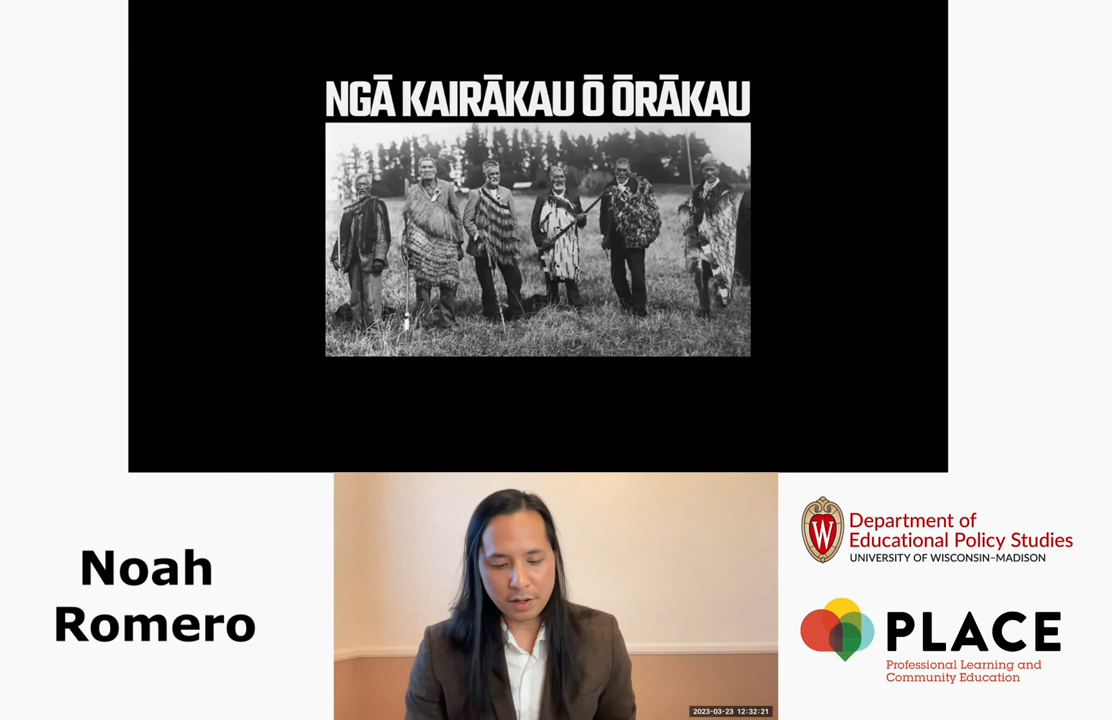 NGĀ KAIRĀKAU Ō ŌRĀKAU
Noah
Romero
W
Department of
Educational Policy Studies
UNIVERSITY OF WISCONSIN–MADISON
PLACE
Professional Learning and
Community Education
2023-03-23 12:32:21